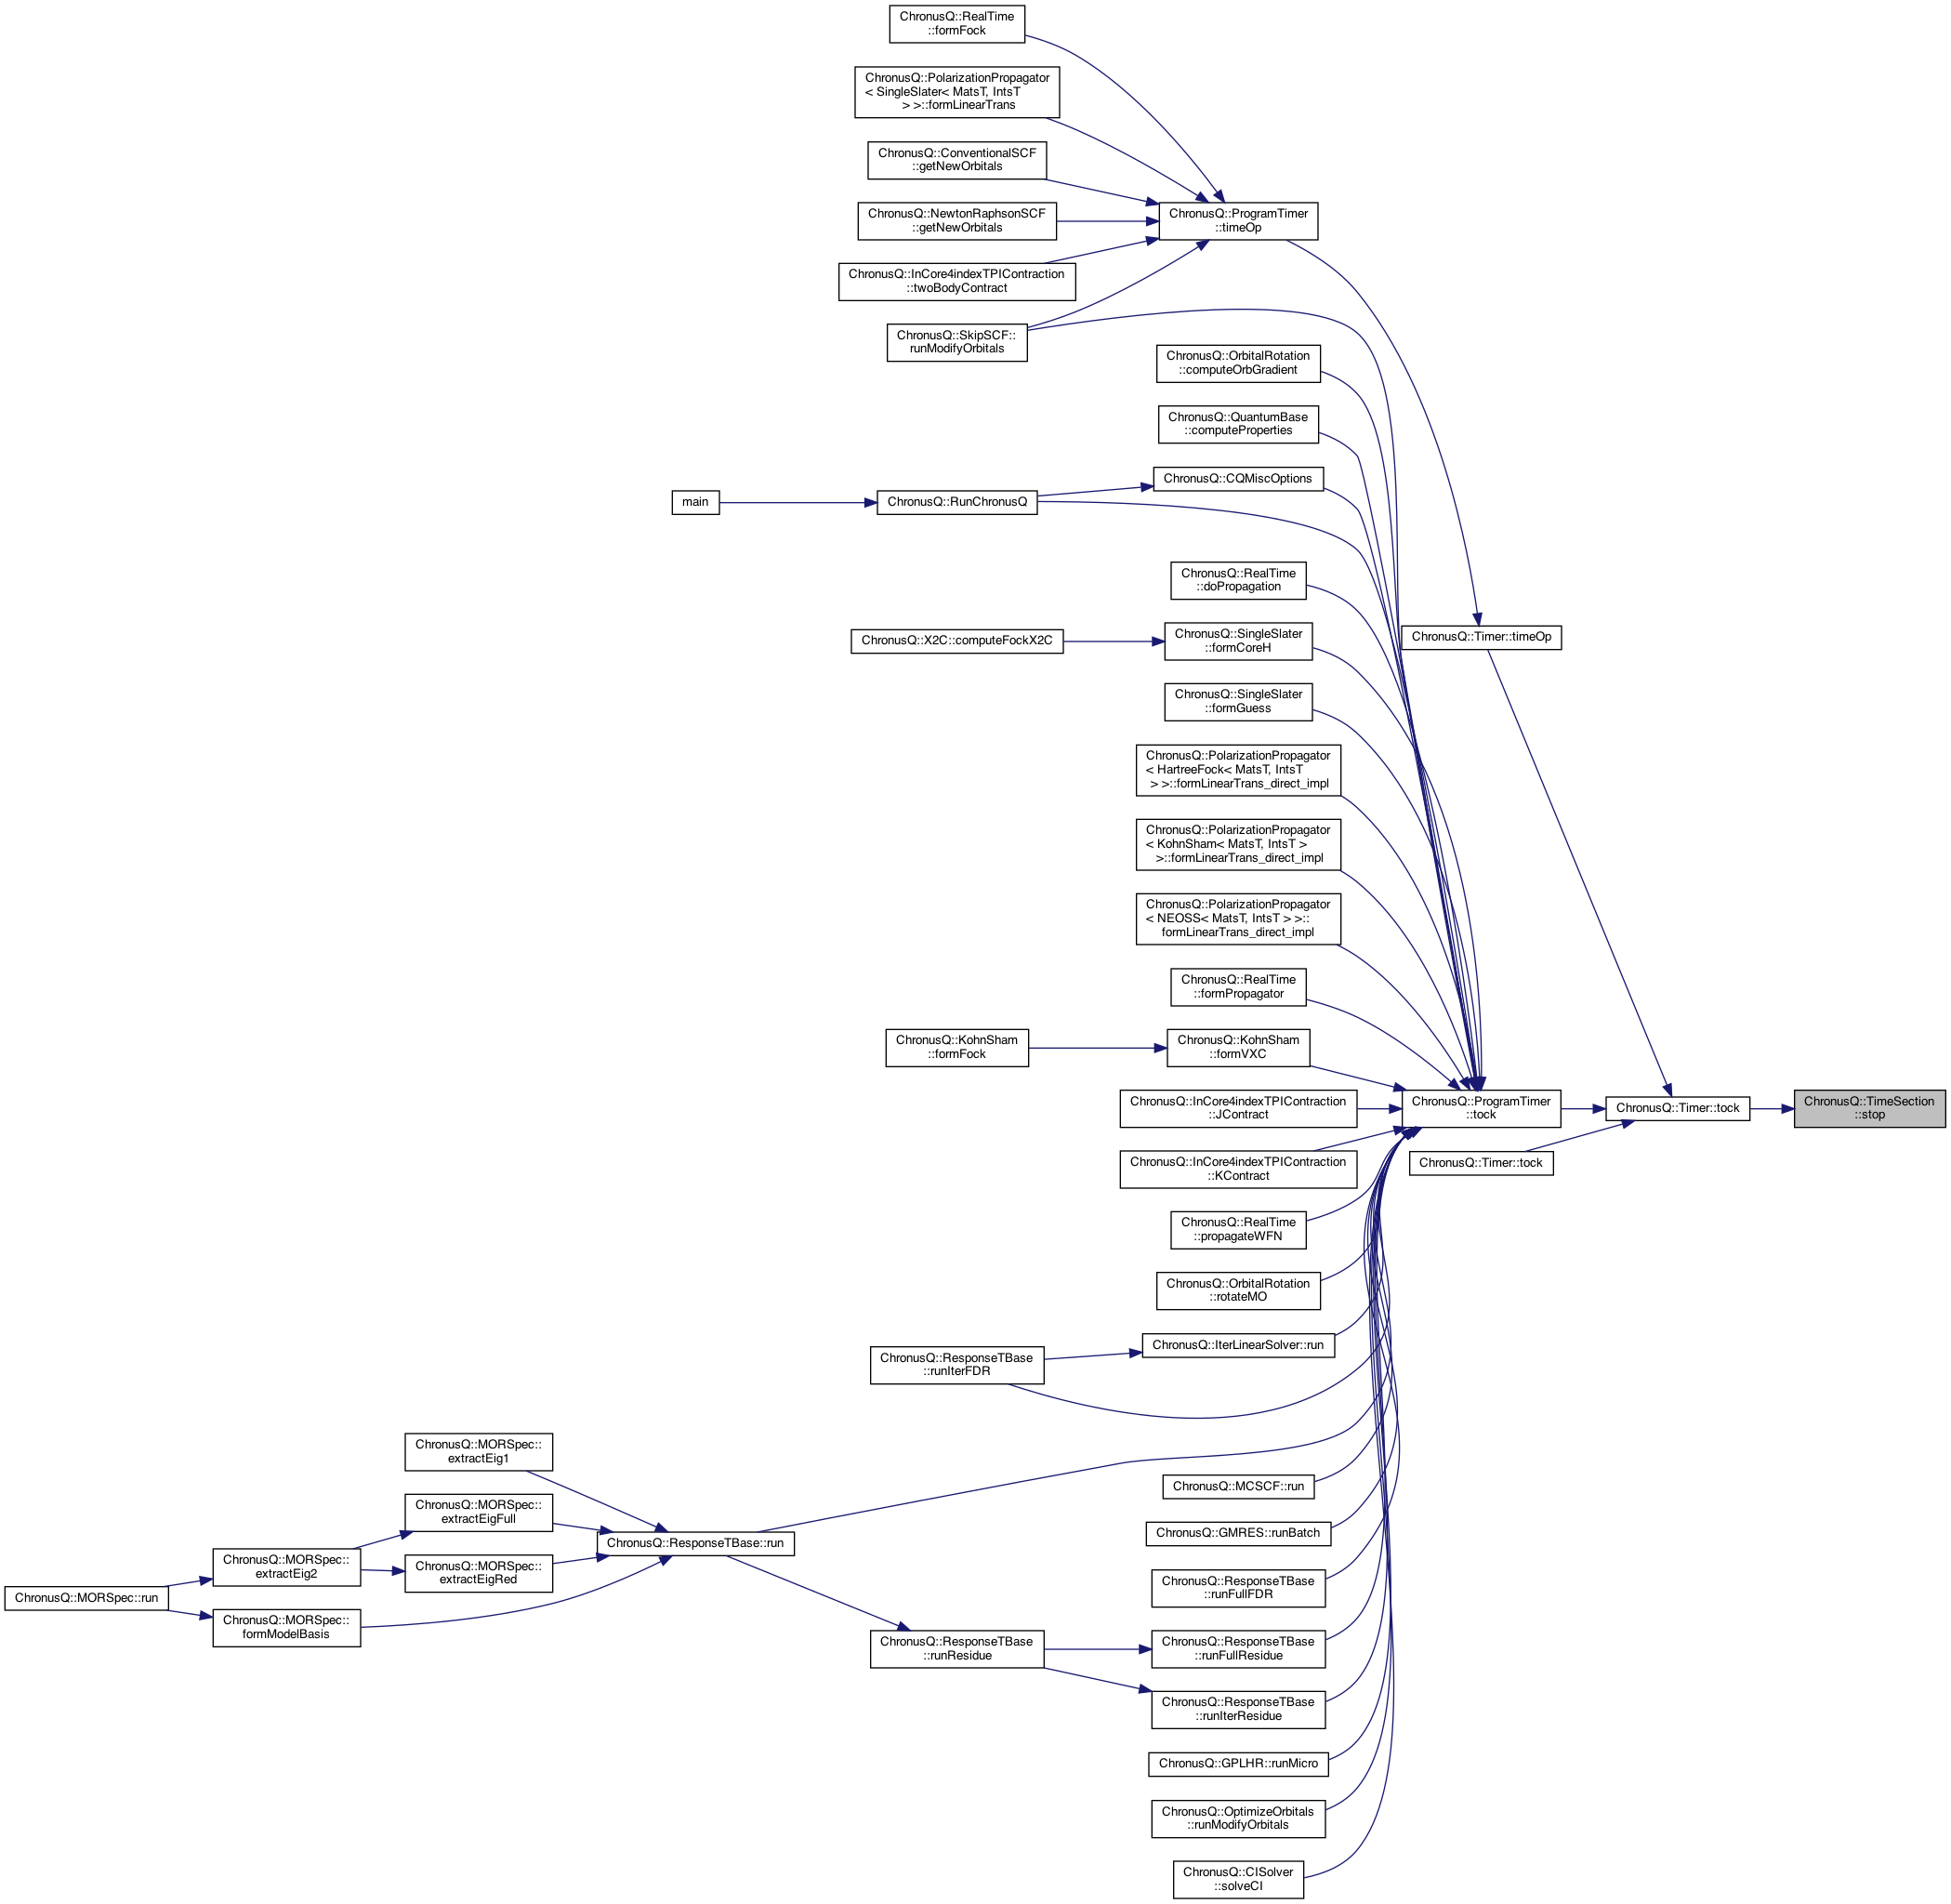 ChronusQ::RealTime
::formFock
ChronusQ::PolarizationPropagator
< SingleSlater< MatsT, IntsT
> >::formLinearTrans
ChronusQ::ConventionalSCF
::getNewOrbitals
ChronusQ::NewtonRaphsonSCF
::getNewOrbitals
ChronusQ::ProgramTimer
::timeOp
ChronusQ::InCore4indexTPIContraction
::twoBodyContract
ChronusQ::SkipSCF::
runModifyOrbitals
ChronusQ::OrbitalRotation
::computeOrbGradient
ChronusQ::QuantumBase
::computeProperties
ChronusQ::CQMiscOptions
main
ChronusQ::RunChronusQ
ChronusQ::RealTime
::doPropagation
ChronusQ::X2C::computeFockX2C
ChronusQ::SingleSlater
::formCoreH
ChronusQ::Timer::timeOp
ChronusQ::SingleSlater
::formGuess
ChronusQ::PolarizationPropagator
< HartreeFock< MatsT, IntsT
> >::formLinearTrans_direct_impl
ChronusQ::PolarizationPropagator
< KohnSham< MatsT, IntsT >
>::formLinearTrans_direct_impl
ChronusQ::PolarizationPropagator
< NEOSS< MatsT, IntsT > >::
formLinearTrans_direct_impl
ChronusQ::RealTime
::formPropagator
ChronusQ::KohnSham
::formFock
ChronusQ::KohnSham
::formVXC
ChronusQ::InCore4indexTPIContraction
::JContract
ChronusQ::ProgramTimer
::tock
ChronusQ::Timer::tock
ChronusQ::TimeSection
::stop
ChronusQ::InCore4indexTPIContraction
::KContract
ChronusQ::Timer::tock
ChronusQ::RealTime
::propagateWFN
ChronusQ::OrbitalRotation
::rotateMO
ChronusQ::IterLinearSolver::run
ChronusQ::ResponseTBase
::runIterFDR
ChronusQ::MORSpec::
extractEig1
ChronusQ::MCSCF::run
ChronusQ::MORSpec::
extractEigFull
ChronusQ::GMRES::runBatch
ChronusQ::ResponseTBase::run
ChronusQ::MORSpec::
extractEig2
ChronusQ::MORSpec::
extractEigRed
ChronusQ::ResponseTBase
::runFullFDR
ChronusQ::MORSpec::run
ChronusQ::MORSpec::
formModelBasis
ChronusQ::ResponseTBase
::runResidue
ChronusQ::ResponseTBase
::runFullResidue
ChronusQ::ResponseTBase
::runIterResidue
ChronusQ::GPLHR::runMicro
ChronusQ::OptimizeOrbitals
::runModifyOrbitals
ChronusQ::CISolver
::solveCI